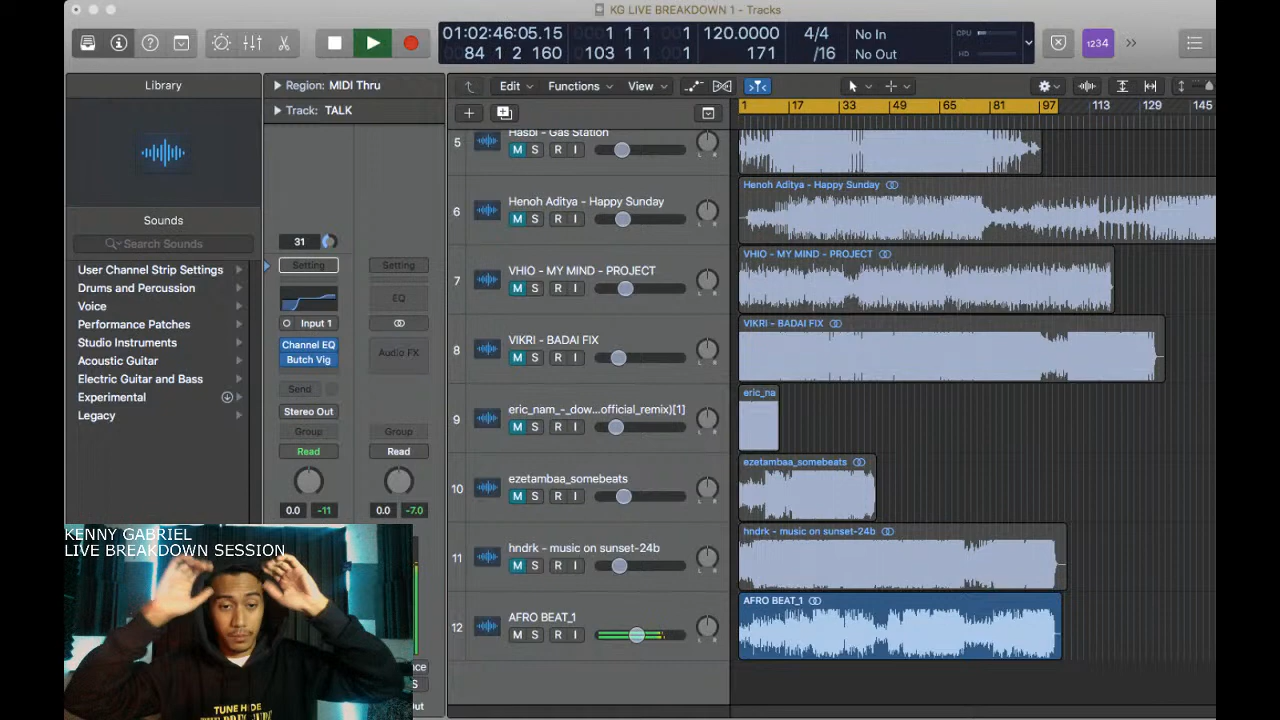 KG LIVE BREAKDOWN 1 - Tracks
01:02:46:05.15
84 1 2 160
1 1 1
103 1 1 1
120.0000
171
4/4
/16
No In
No Out
CPU
HD
1234
Library
Region: MIDI Thru
Track: TALK
Edit
Functions
View
1 17 33 49 65 81 97 113 129 145
Sounds
Search Sounds
User Channel Strip Settings
Drums and Percussion
Voice
Performance Patches
Studio Instruments
Acoustic Guitar
Electric Guitar and Bass
Experimental
Legacy
31
Setting
Setting
EQ
Input 1
Channel EQ
Butch Vig
Audio FX
Send
Stereo Out
Group
Group
Read
Read
0.0 -11
0.0 -7.0
5 Hasbi - Gas Station
M S R I
6 Henoh Aditya - Happy Sunday
M S R I
Henoh Aditya - Happy Sunday
7 VHIO - MY MIND - PROJECT
M S R I
VHIO - MY MIND - PROJECT
8 VIKRI - BADAI FIX
M S R I
VIKRI - BADAI FIX
9 eric_nam_-_dow...official_remix)[1]
M S R I
eric_na
10 ezetambaa_somebeats
M S R I
ezetambaa_somebeats
11 hndrk - music on sunset-24b
M S R I
hndrk - music on sunset-24b
12 AFRO BEAT_1
M S R I
AFRO BEAT_1
KENNY GABRIEL
LIVE BREAKDOWN SESSION
TUNE HIDE